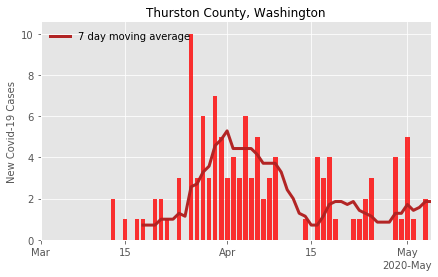 Thurston County, Washington
7 day moving average
New Covid-19 Cases
10
8
6
4
2
0
Mar 15 Apr 15 May
2020-May